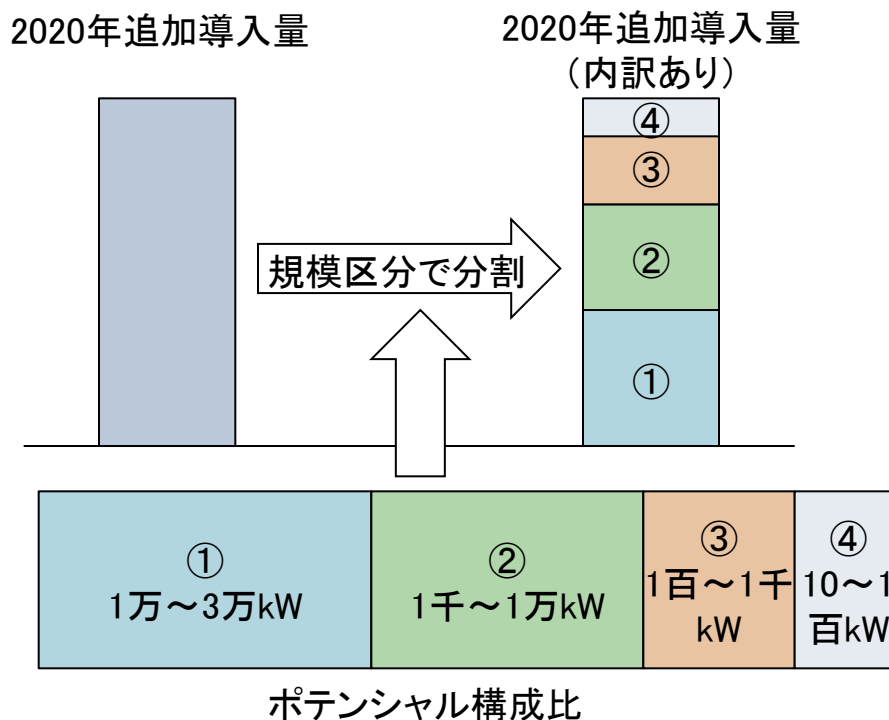 2020年追加導入量
2020年追加導入量
（内訳あり）
④
③
②
①
規模区分で分割
①
1万～3万kW
②
1千～1万kW
③
1百～1千
kW
④
10～1
百kW
ポテンシャル構成比